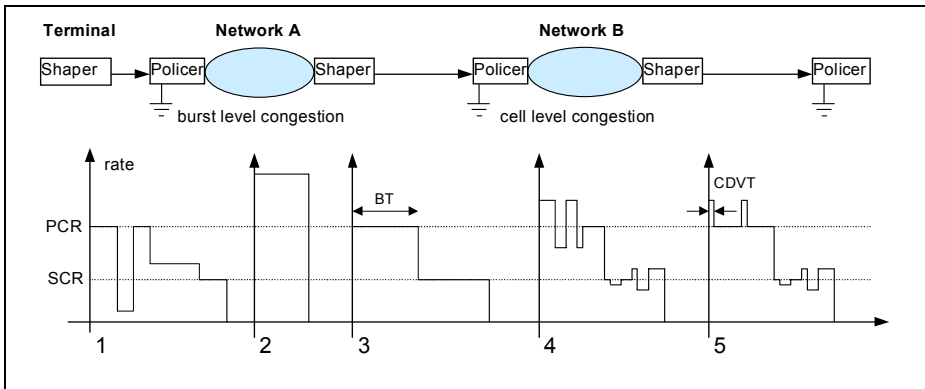 Terminal Network A Network B
Shaper Policer Shaper Policer Shaper Policer
burst level congestion cell level congestion
rate
CDVT
BT
PCR
SCR
1 2 3 4 5